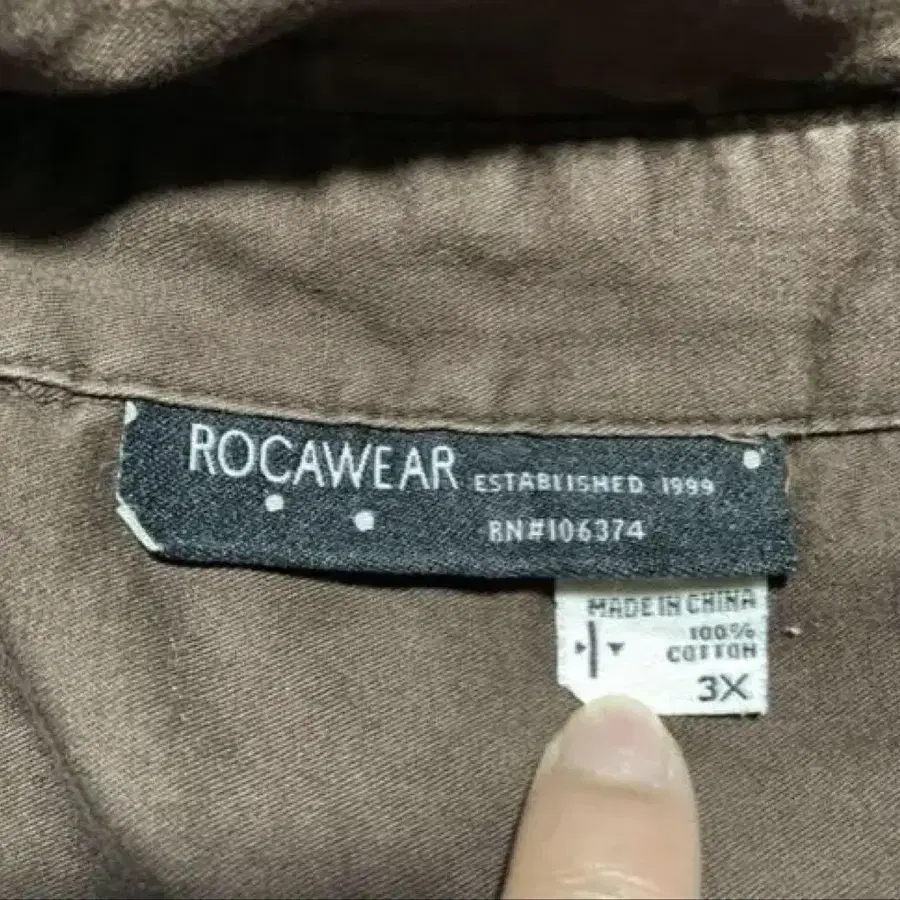 ROCAWEAR ESTABLISHED 1999
RN#106374
MADE IN CHINA
100%
COTTON
3X